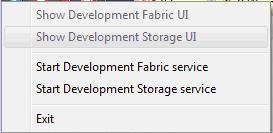 Show Development Fabric UI
Show Development Storage UI
Start Development Fabric service
Start Development Storage service
Exit